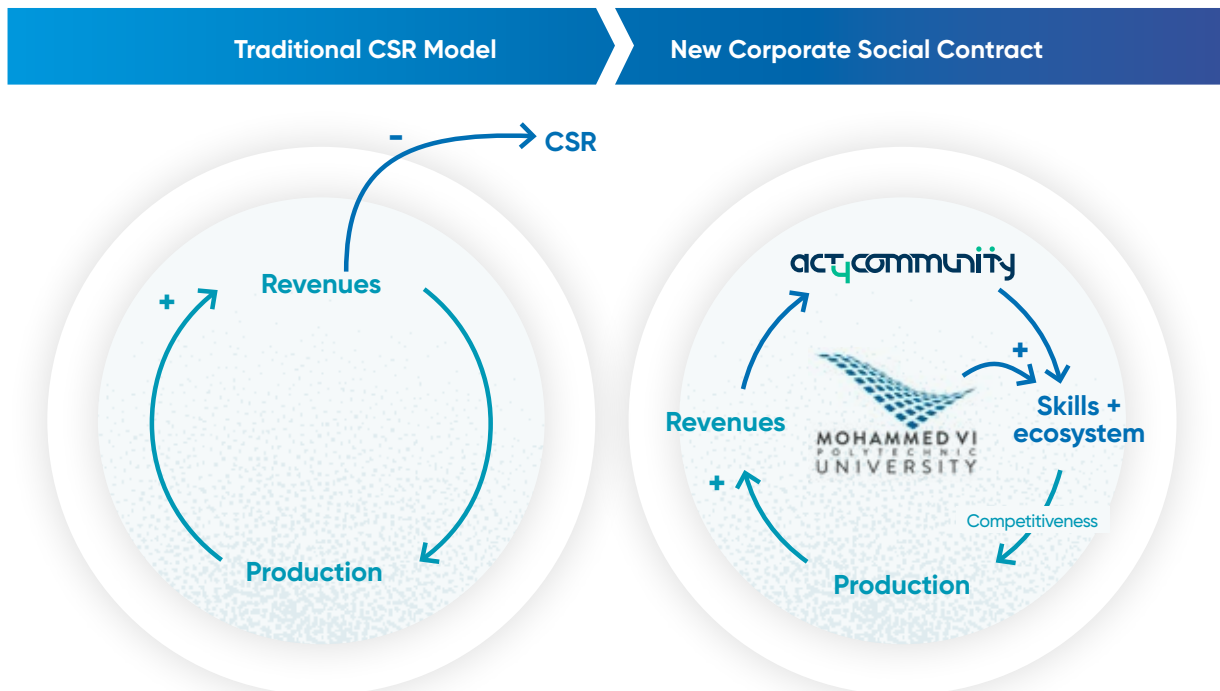 Traditional CSR Model
New Corporate Social Contract
-
CSR
Revenues
+
Production
act4community
+
Revenues
MOHAMMED VI
POLYTECHNIC
UNIVERSITY
Skills +
ecosystem
+
Competitiveness
Production